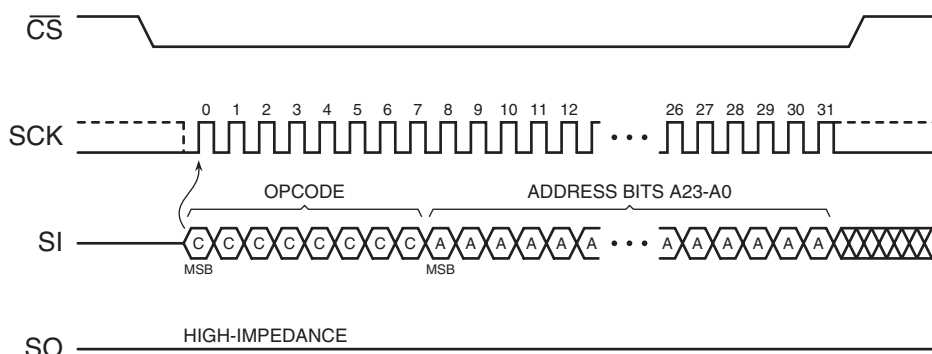 CS
SCK
0 1 2 3 4 5 6 7 8 9 10 11 12 • • • 26 27 28 29 30 31
OPCODE
ADDRESS BITS A23-A0
SI
C C C C C C C C A A A A A A • • • A A A A A A
MSB
MSB
HIGH-IMPEDANCE
SO